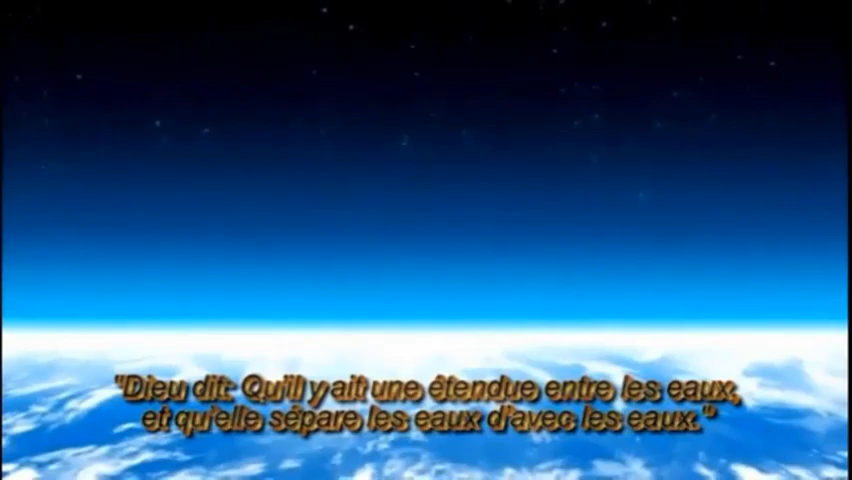 "Dieu dit: Qu'il y ait une étendue entre les eaux,
et qu'elle sépare les eaux d'avec les eaux."